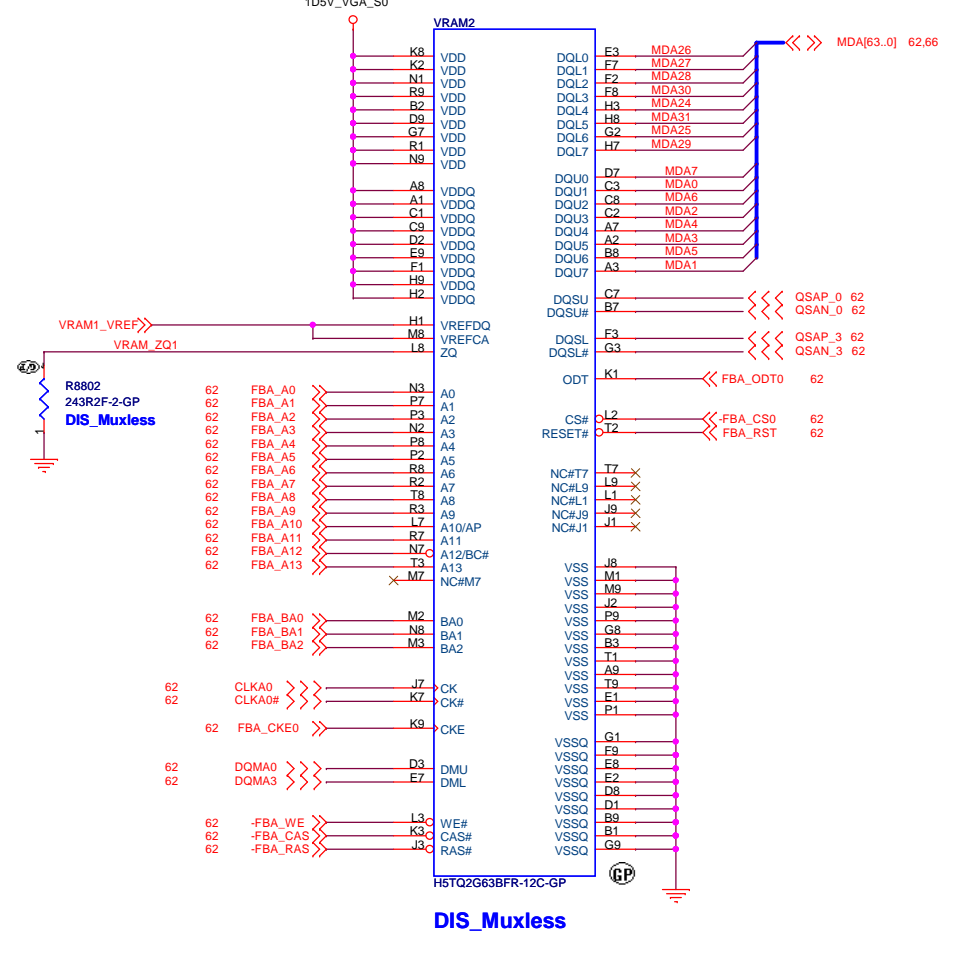 1D5V_VGA_S0
VRAM2
K8 VDD DQL0 E3 MDA26 MDA[63..0] 62,66
K2 VDD DQL1 F7 MDA27
N1 VDD DQL2 F2 MDA28
R9 VDD DQL3 F8 MDA30
B2 VDD DQL4 H3 MDA24
D9 VDD DQL5 H8 MDA31
G7 VDD DQL6 G2 MDA25
R1 VDD DQL7 H7 MDA29
N9 VDD
DQU0 D7 MDA7
A8 VDDQ DQU1 C3 MDA0
A1 VDDQ DQU2 C8 MDA6
C1 VDDQ DQU3 C2 MDA2
C9 VDDQ DQU4 A7 MDA4
D2 VDDQ DQU5 A2 MDA3
E9 VDDQ DQU6 B8 MDA5
F1 VDDQ DQU7 A3 MDA1
H9 VDDQ
H2 VDDQ DQSU C7 QSAP_0 62
DQSU# B7 QSAN_0 62
VRAM1_VREF H1 VREFDQ
M8 VREFCA DQSL F3 QSAP_3 62
VRAM_ZQ1 L8 ZQ DQSL# G3 QSAN_3 62
ODT K1 FBA_ODT0 62
R8802
243R2F-2-GP
DIS_Muxless
1
62 FBA_A0 N3 A0
62 FBA_A1 P7 A1
62 FBA_A2 P3 A2 CS# L2 -FBA_CS0 62
62 FBA_A3 N2 A3 RESET# T2 FBA_RST 62
62 FBA_A4 P8 A4
62 FBA_A5 P2 A5
62 FBA_A6 R8 A6 NC#T7 T7
62 FBA_A7 R2 A7 NC#L9 L9
62 FBA_A8 T8 A8 NC#L1 L1
62 FBA_A9 R3 A9 NC#J9 J9
62 FBA_A10 L7 A10/AP NC#J1 J1
62 FBA_A11 R7 A11
62 FBA_A12 N7 A12/BC#
62 FBA_A13 T3 A13 VSS J8
M7 NC#M7 VSS M1
VSS M9
VSS J2
62 FBA_BA0 M2 BA0 VSS P9
62 FBA_BA1 N8 BA1 VSS G8
62 FBA_BA2 M3 BA2 VSS B3
VSS T1
VSS A9
62 CLKA0 J7 CK VSS T9
62 CLKA0# K7 CK# VSS E1
VSS P1
62 FBA_CKE0 K9 CKE
VSSQ G1
VSSQ F9
62 DQMA0 D3 DMU VSSQ E8
62 DQMA3 E7 DML VSSQ E2
VSSQ D8
VSSQ D1
62 -FBA_WE L3 WE# VSSQ B9
62 -FBA_CAS K3 CAS# VSSQ B1
62 -FBA_RAS J3 RAS# VSSQ G9
GP
H5TQ2G63BFR-12C-GP
DIS_Muxless